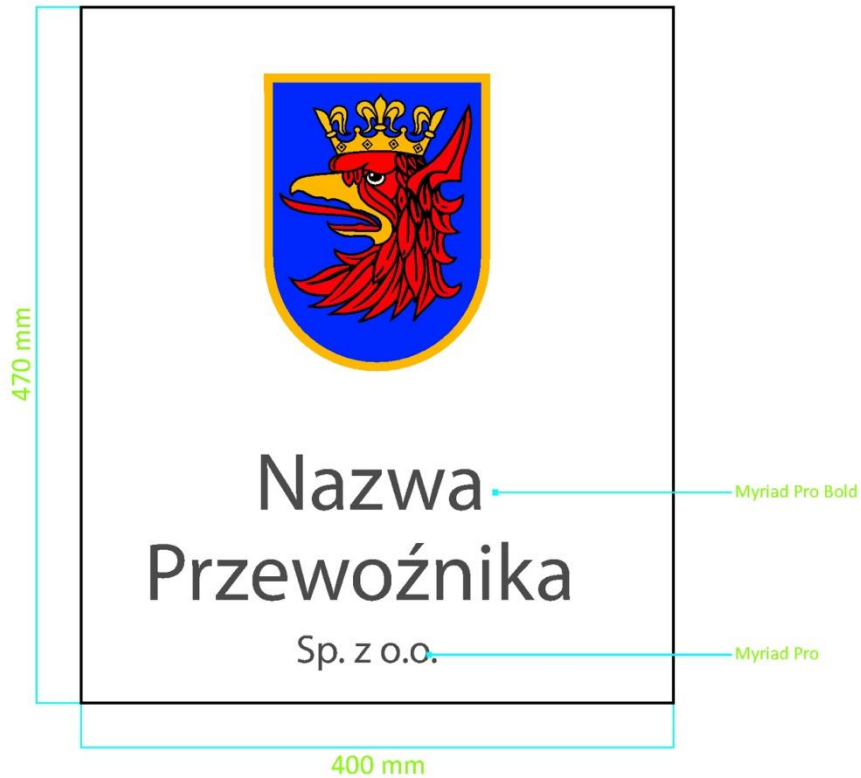 470 mm
Nazwa
Myriad Pro Bold
Przewoźnika
Sp. z o.o.
Myriad Pro
400 mm